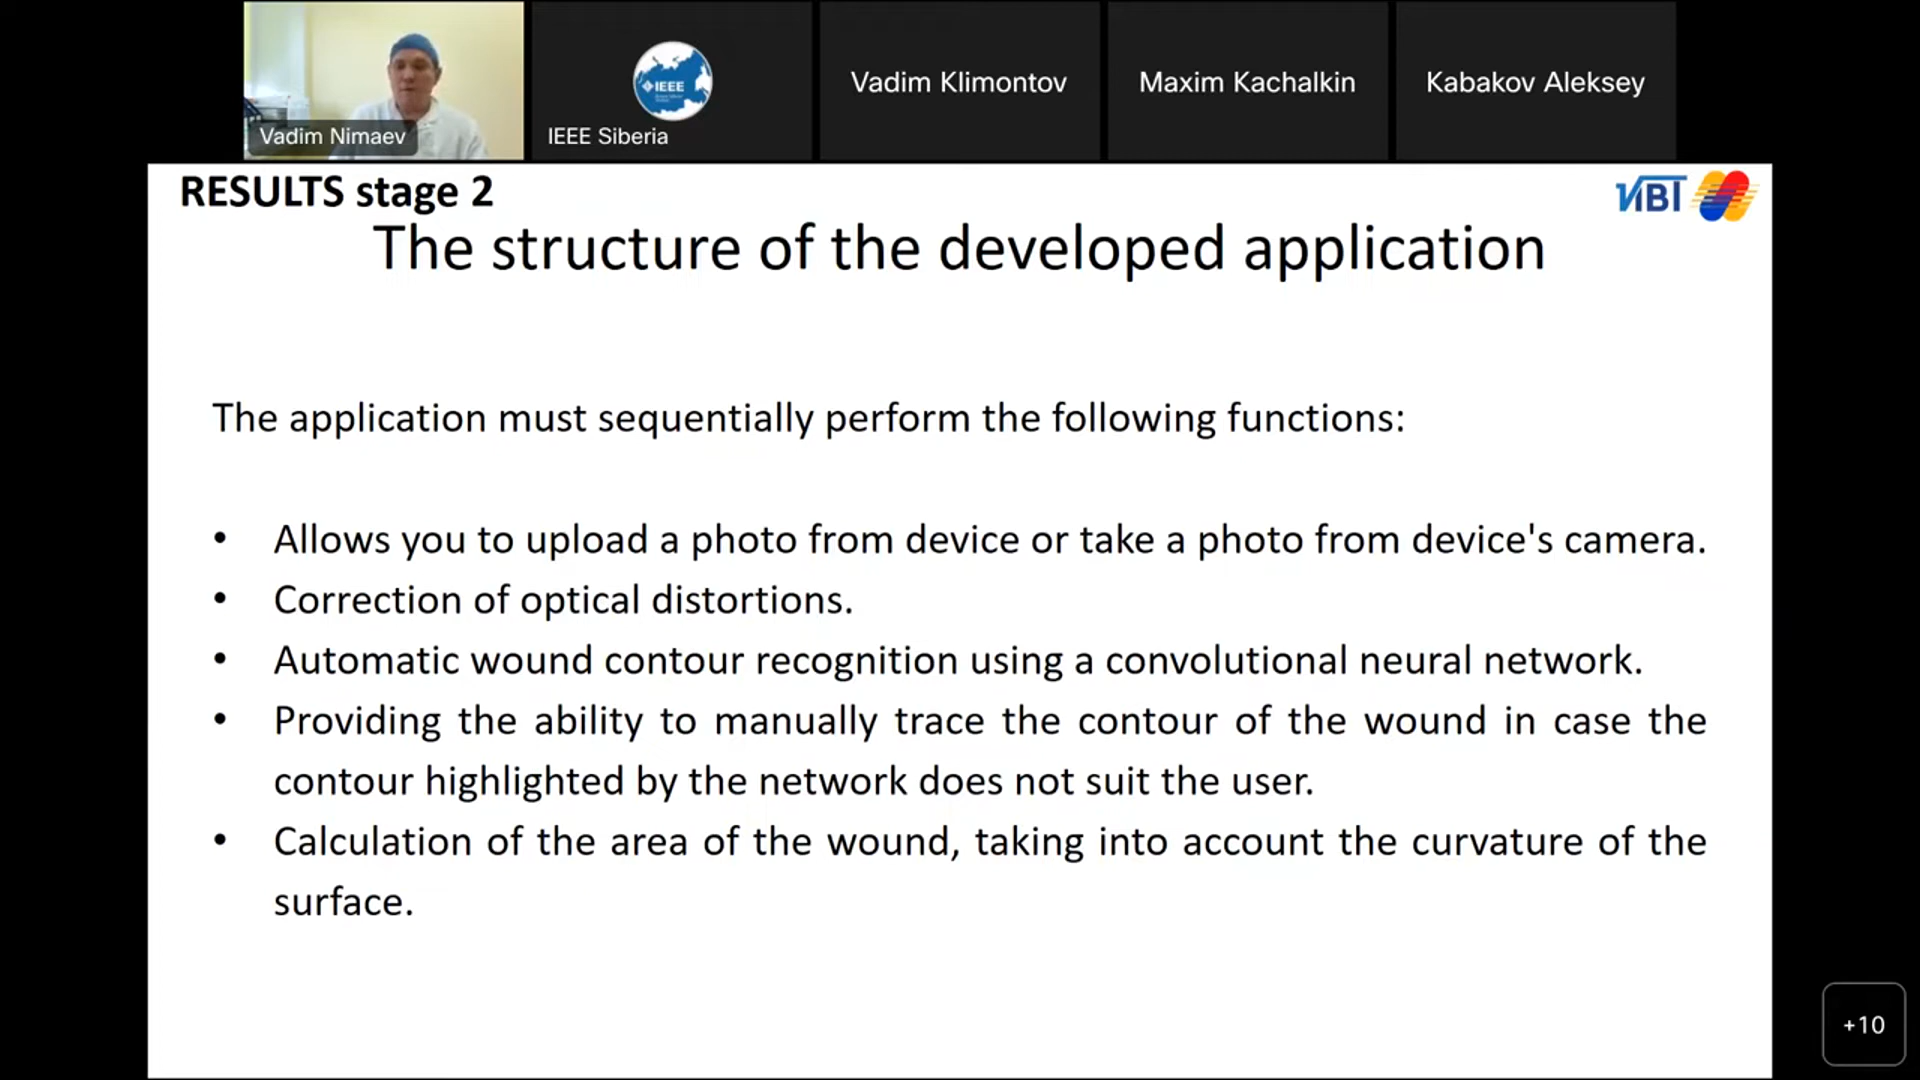 IEEE
Vadim Nimaev
IEEE Siberia
Vadim Klimontov
Maxim Kachalkin
Kabakov Aleksey
RESULTS stage 2
The structure of the developed application
The application must sequentially perform the following functions:
• Allows you to upload a photo from device or take a photo from device's camera.
• Correction of optical distortions.
• Automatic wound contour recognition using a convolutional neural network.
• Providing the ability to manually trace the contour of the wound in case the
contour highlighted by the network does not suit the user.
• Calculation of the area of the wound, taking into account the curvature of the
surface.
+10